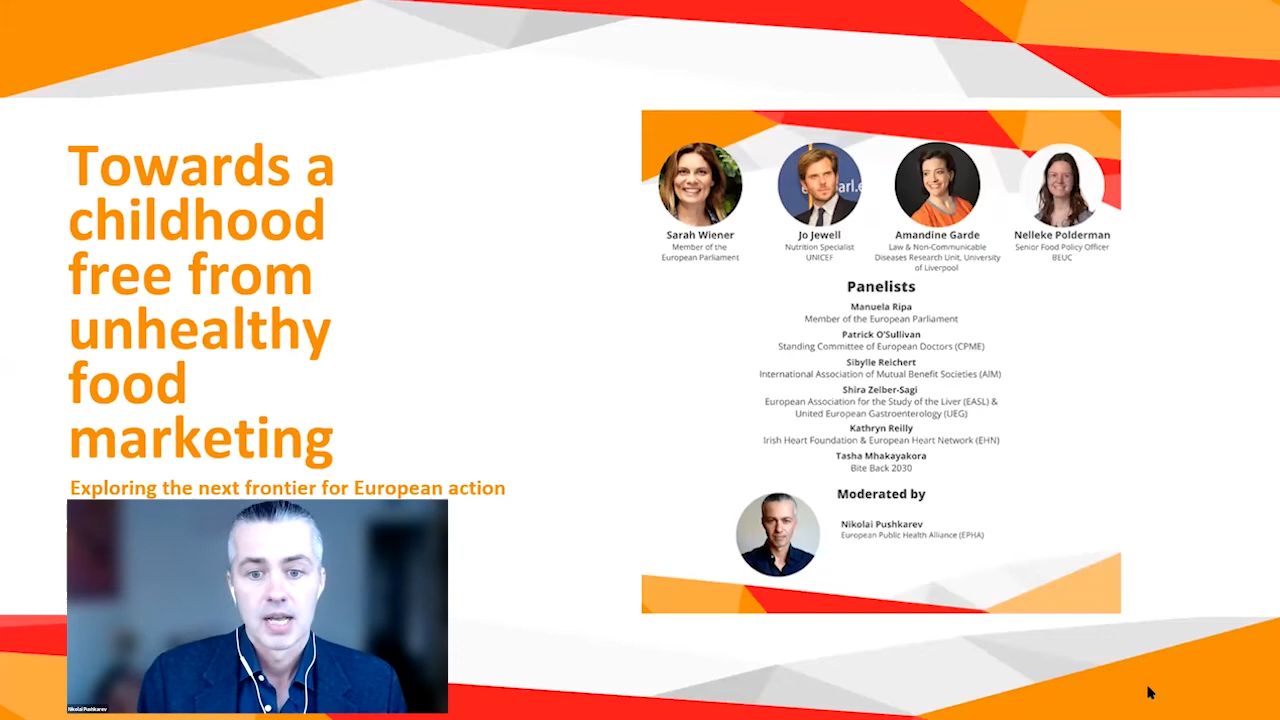 Towards a
childhood
free from
unhealthy
food
marketing
Exploring the next frontier for European action
Nikolai Pushkarev
Sarah Wiener
Member of the
European Parliament
Jo Jewell
Nutrition Specialist
UNICEF
Amandine Garde
Law & Non-Communicable
Diseases Research Unit, University
of Liverpool
Nelleke Polderman
Senior Food Policy Officer
BEUC
Panelists
Manuela Ripa
Member of the European Parliament
Patrick O'Sullivan
Standing Committee of European Doctors (CPME)
Sibylle Reichert
International Association of Mutual Benefit Societies (AIM)
Shira Zelber-Sagi
European Association for the Study of the Liver (EASL) &
United European Gastroenterology (UEG)
Kathryn Reilly
Irish Heart Foundation & European Heart Network (EHN)
Tasha Mhakayakora
Bite Back 2030
Moderated by
Nikolai Pushkarev
European Public Health Alliance (EPHA)